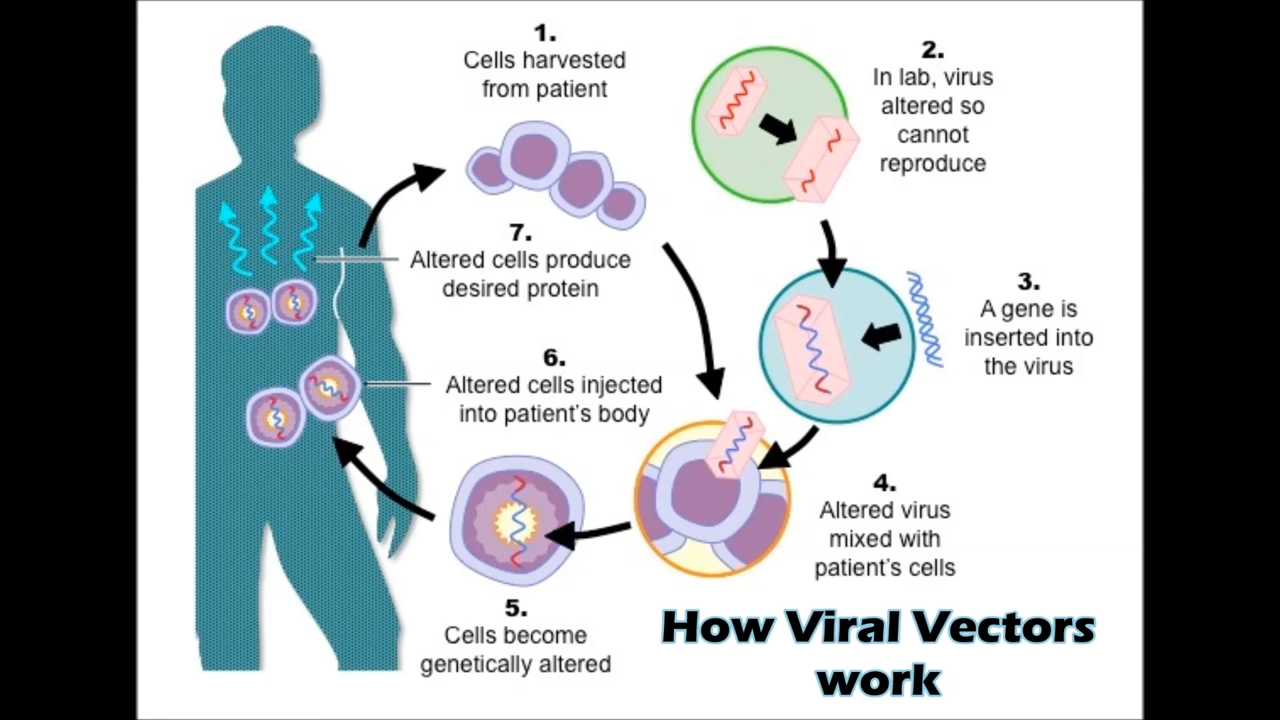 1.
Cells harvested
from patient
2.
In lab, virus
altered so
cannot
reproduce
3.
A gene is
inserted into
the virus
4.
Altered virus
mixed with
patient's cells
5.
Cells become
genetically altered
6.
Altered cells injected
into patient's body
7.
Altered cells produce
desired protein
How Viral Vectors
work